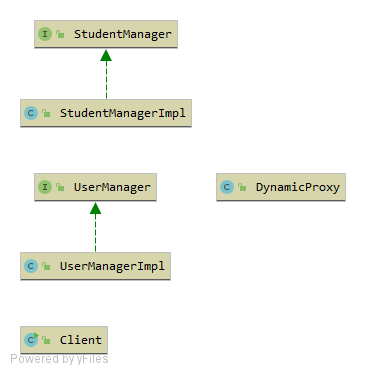 I StudentManager
C StudentManagerImpl
I UserManager
C DynamicProxy
C UserManagerImpl
C Client
Powered by yFiles